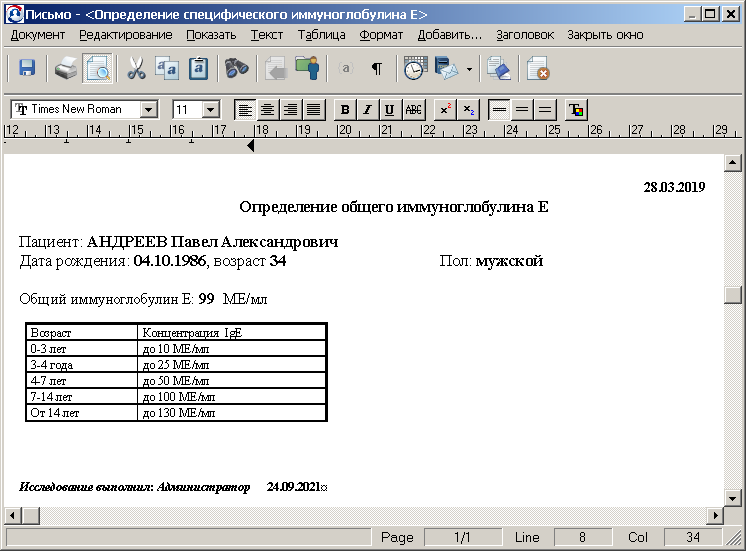 Письмо - <Определение специфического иммуноглобулина Е>
Документ Редактирование Показать Текст Таблица Формат Добавить... Заголовок Закрыть окно
(a) ¶
Times New Roman 11 B I U ABC x² x₂ T
12 13 14 15 16 17 18 19 20 21 22 23 24 25 26 27 28 29
28.03.2019
Определение общего иммуноглобулина Е
Пациент: АНДРЕЕВ Павел Александрович
Дата рождения: 04.10.1986, возраст 34 Пол: мужской
Общий иммуноглобулин Е: 99 МЕ/мл
Возраст Концентрация IgE
0-3 лет до 10 МЕ/мл
3-4 года до 25 МЕ/мл
4-7 лет до 50 МЕ/мл
7-14 лет до 100 МЕ/мл
От 14 лет до 130 МЕ/мл
Исследование выполнил: Администратор 24.09.2021¤
Page 1/1 Line 8 Col 34